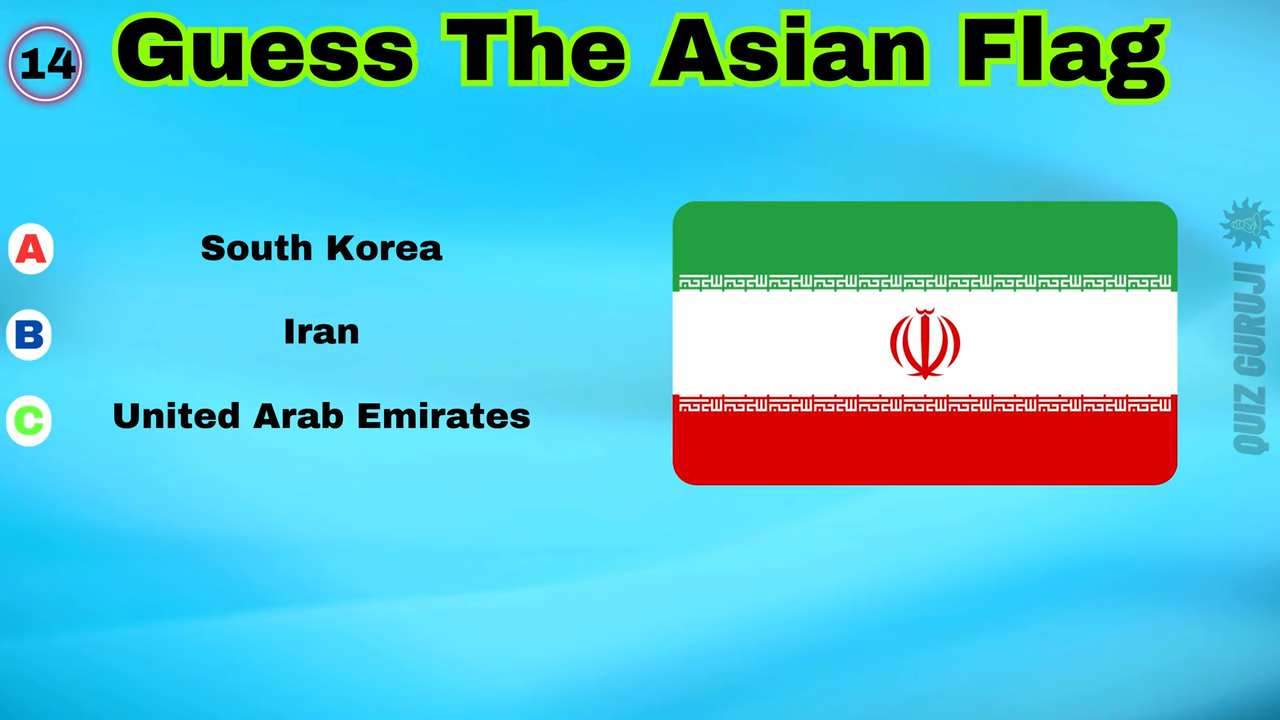 14
Guess The Asian Flag
A South Korea
B Iran
C United Arab Emirates
QUIZ GURUJI